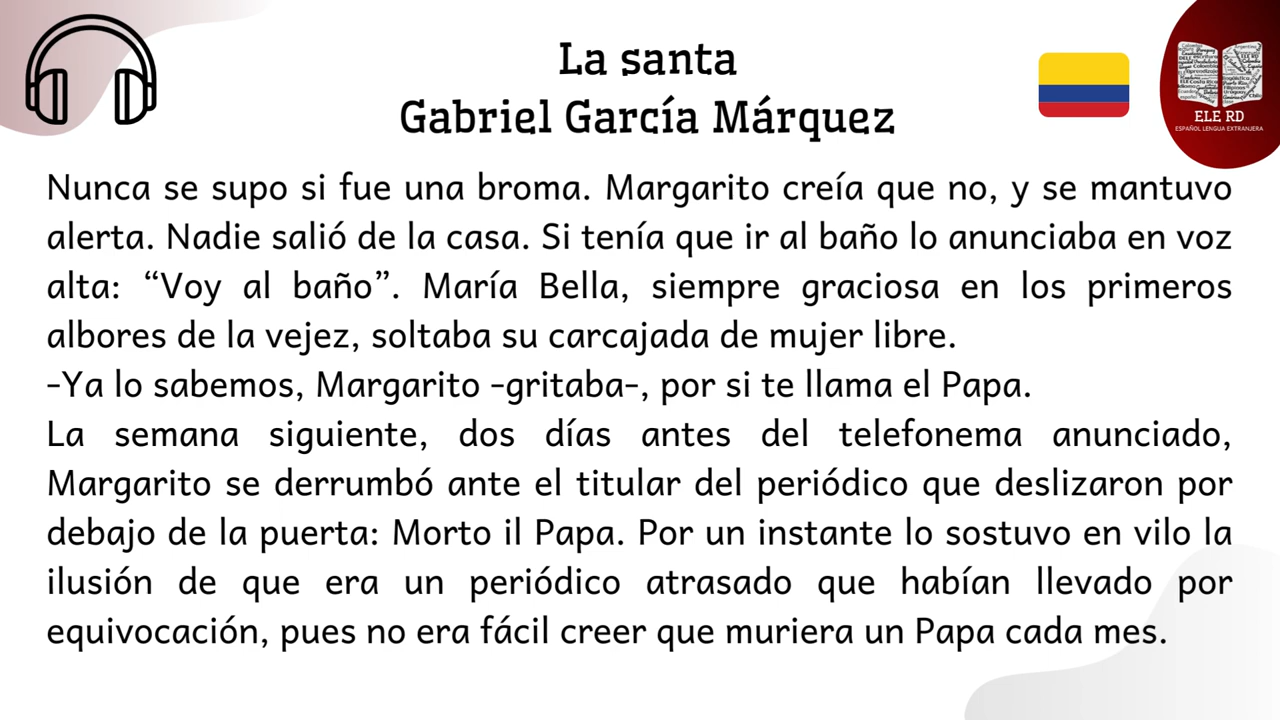 La santa
Gabriel García Márquez
ELE RD
ESPAÑOL LENGUA EXTRANJERA
Nunca se supo si fue una broma. Margarito creía que no, y se mantuvo
alerta. Nadie salió de la casa. Si tenía que ir al baño lo anunciaba en voz
alta: “Voy al baño”. María Bella, siempre graciosa en los primeros
albores de la vejez, soltaba su carcajada de mujer libre.
-Ya lo sabemos, Margarito -gritaba-, por si te llama el Papa.
La semana siguiente, dos días antes del telefonema anunciado,
Margarito se derrumbó ante el titular del periódico que deslizaron por
debajo de la puerta: Morto il Papa. Por un instante lo sostuvo en vilo la
ilusión de que era un periódico atrasado que habían llevado por
equivocación, pues no era fácil creer que muriera un Papa cada mes.